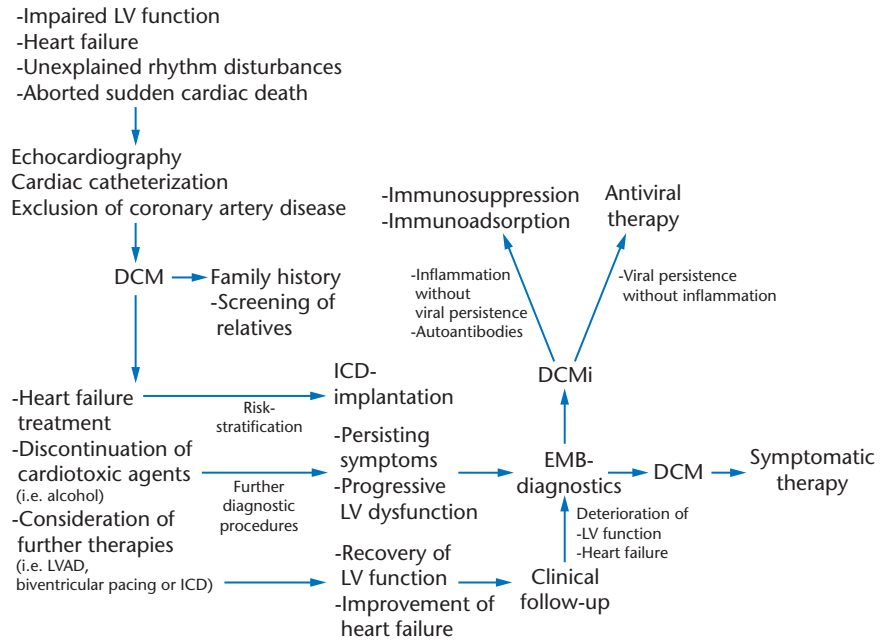 -Impaired LV function
-Heart failure
-Unexplained rhythm disturbances
-Aborted sudden cardiac death
Echocardiography
Cardiac catheterization
Exclusion of coronary artery disease
DCM
Family history
-Screening of
relatives
-Heart failure
treatment
-Discontinuation of
cardiotoxic agents
(i.e. alcohol)
-Consideration of
further therapies
(i.e. LVAD,
biventricular pacing or ICD)
Risk-
stratification
ICD-
implantation
Further
diagnostic
procedures
-Persisting
symptoms
-Progressive
LV dysfunction
-Recovery of
LV function
-Improvement of
heart failure
Clinical
follow-up
Deterioration of
-LV function
-Heart failure
EMB-
diagnostics
DCM
Symptomatic
therapy
DCMi
-Inflammation
without
viral persistence
-Autoantibodies
-Immunosuppression
-Immunoadsorption
-Viral persistence
without inflammation
Antiviral
therapy